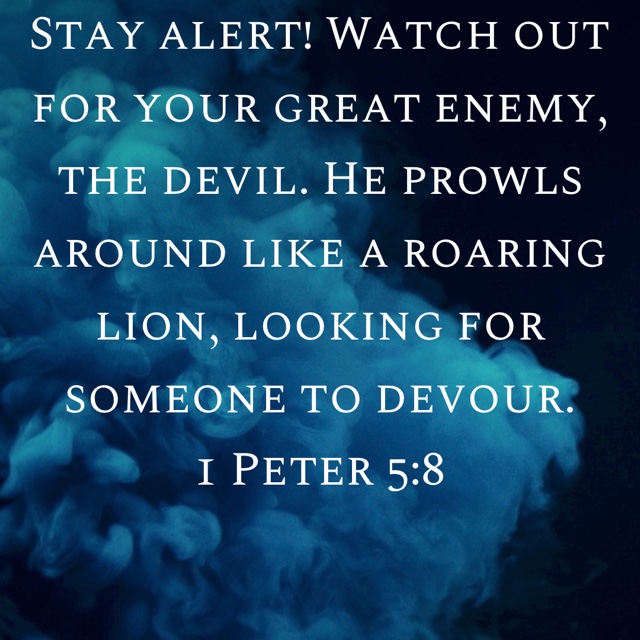 Stay alert! Watch out
for your great enemy,
the devil. He prowls
around like a roaring
lion, looking for
someone to devour.
1 Peter 5:8